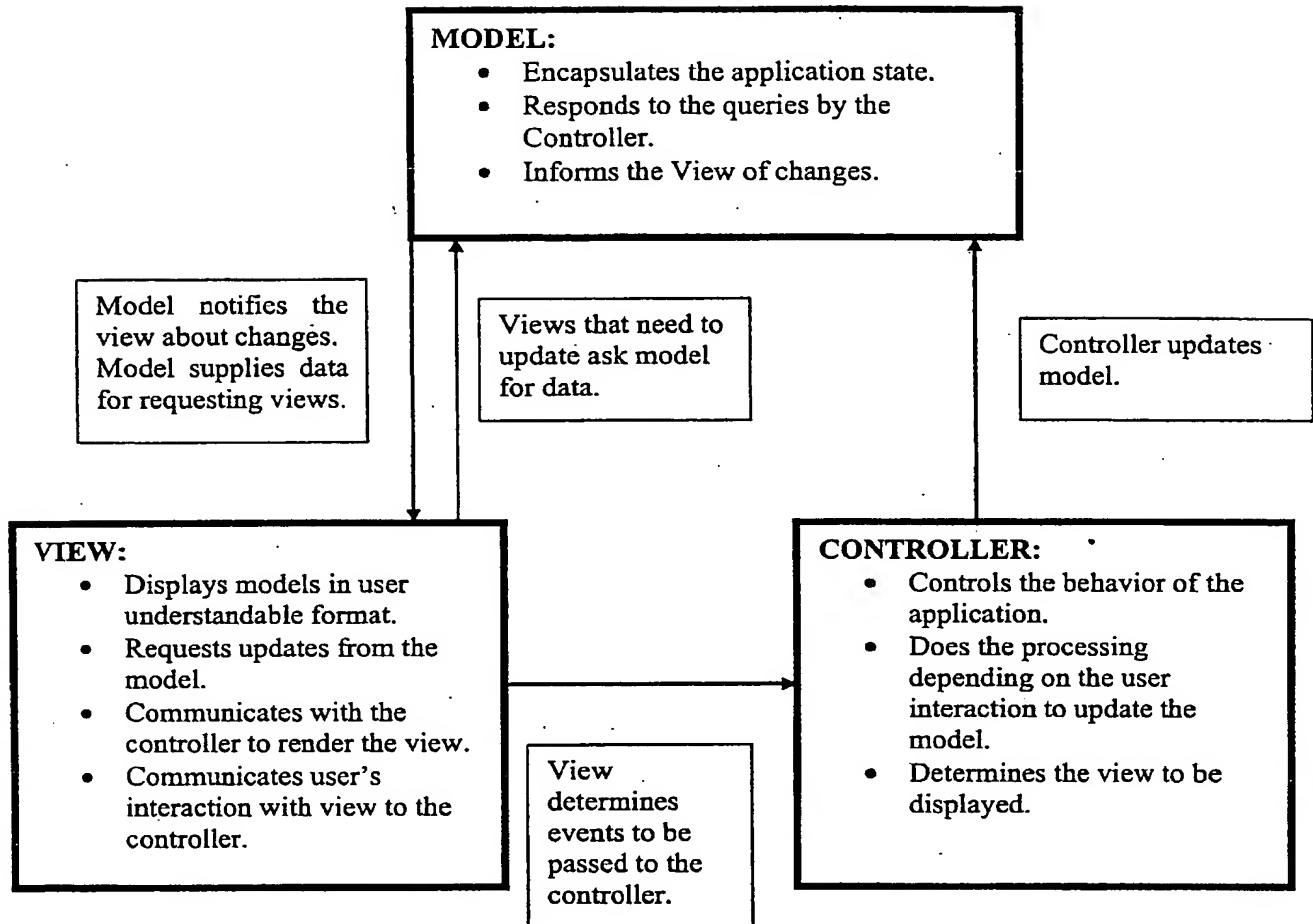 MODEL:
• Encapsulates the application state.
• Responds to the queries by the
Controller.
• Informs the View of changes.
Model notifies the
view about changes.
Model supplies data
for requesting views.
Views that need to
update ask model
for data.
Controller updates
model.
VIEW:
• Displays models in user
understandable format.
• Requests updates from the
model.
• Communicates with the
controller to render the view.
• Communicates user's
interaction with view to the
controller.
View
determines
events to be
passed to the
controller.
CONTROLLER:
• Controls the behavior of the
application.
• Does the processing
depending on the user
interaction to update the
model.
• Determines the view to be
displayed.